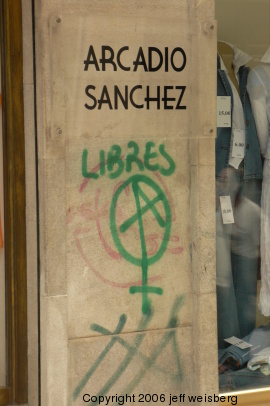 ARCADIO
SANCHEZ
LIBRES
Copyright 2006 jeff weisberg